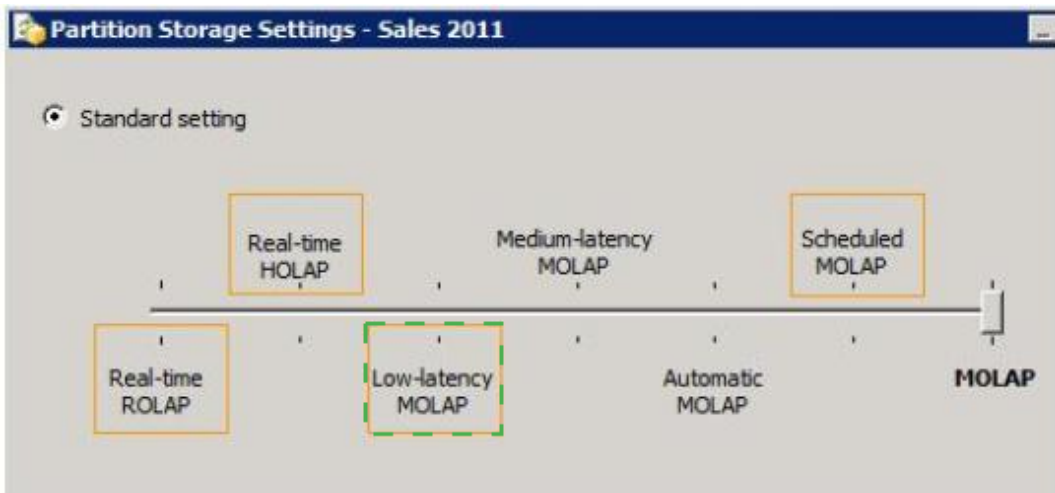 Partition Storage Settings - Sales 2011
Standard setting
Real-time
HOLAP
Medium-latency
MOLAP
Scheduled
MOLAP
Real-time
ROLAP
Low-latency
MOLAP
Automatic
MOLAP
MOLAP